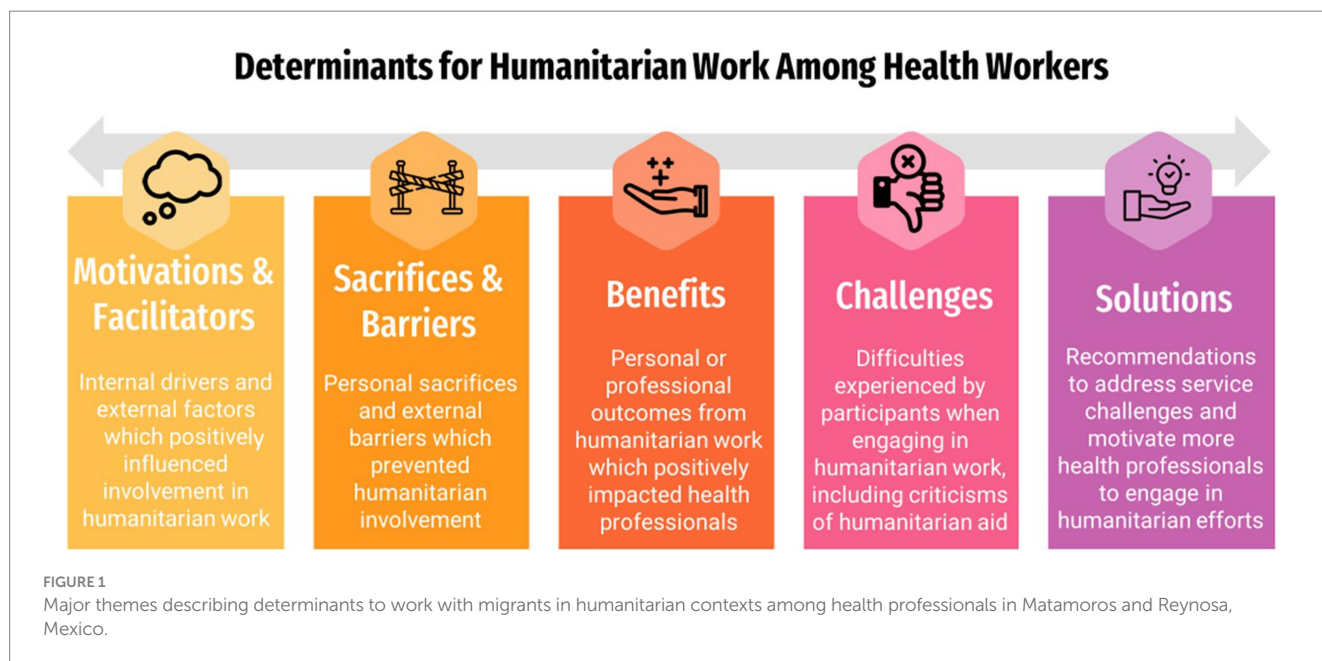 Determinants for Humanitarian Work Among Health Workers
Motivations &
Facilitators
Internal drivers and
external factors
which positively
influenced
involvement in
humanitarian work
Sacrifices &
Barriers
Personal sacrifices
and external
barriers which
prevented
humanitarian
involvement
Benefits
Personal or
professional
outcomes from
humanitarian work
which positively
impacted health
professionals
Challenges
Difficulties
experienced by
participants when
engaging in
humanitarian work,
including criticisms
of humanitarian aid
Solutions
Recommendations
to address service
challenges and
motivate more
health professionals
to engage in
humanitarian efforts
FIGURE 1
Major themes describing determinants to work with migrants in humanitarian contexts among health professionals in Matamoros and Reynosa,
Mexico.